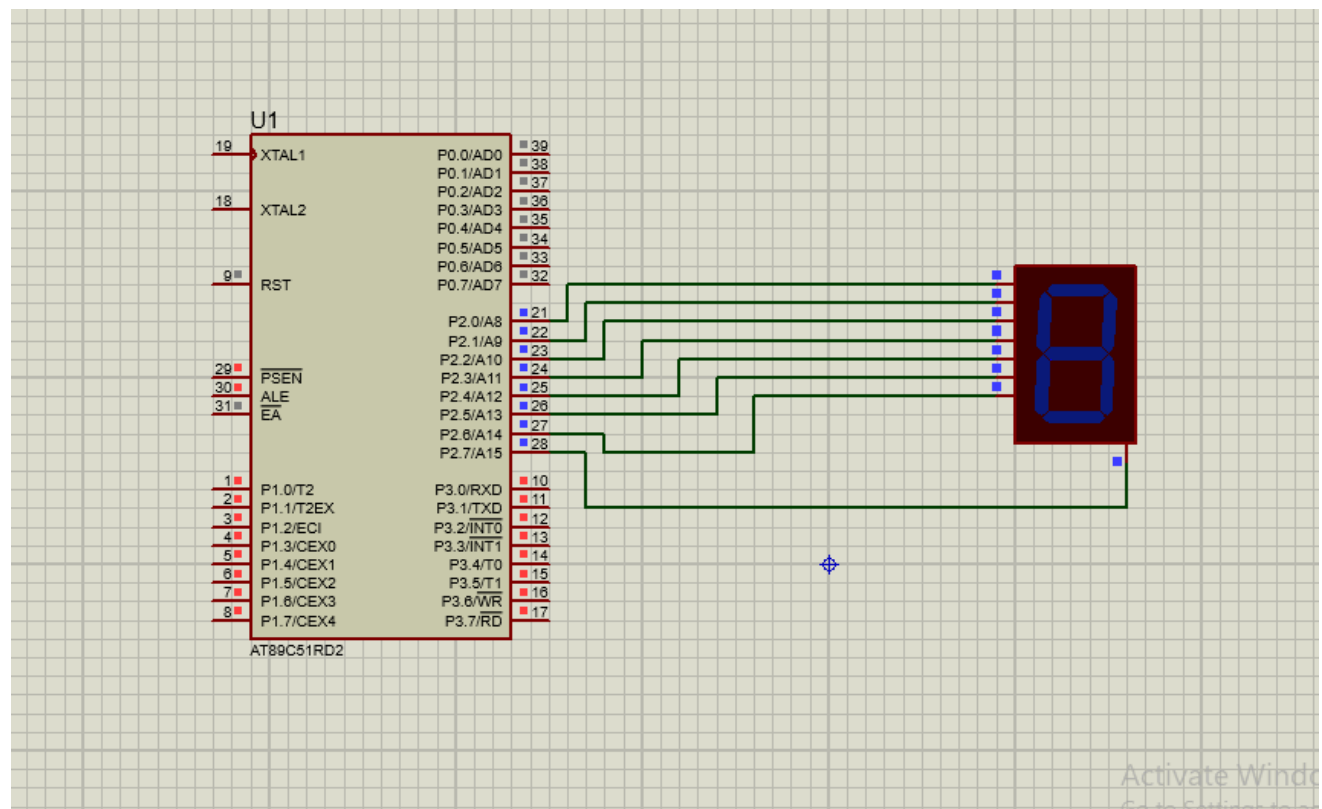 U1
19 XTAL1
18 XTAL2
9 RST
29 PSEN
30 ALE
31 EA
1 P1.0/T2
2 P1.1/T2EX
3 P1.2/ECI
4 P1.3/CEX0
5 P1.4/CEX1
6 P1.5/CEX2
7 P1.6/CEX3
8 P1.7/CEX4
P0.0/AD0 39
P0.1/AD1 38
P0.2/AD2 37
P0.3/AD3 36
P0.4/AD4 35
P0.5/AD5 34
P0.6/AD6 33
P0.7/AD7 32
P2.0/A8 21
P2.1/A9 22
P2.2/A10 23
P2.3/A11 24
P2.4/A12 25
P2.5/A13 26
P2.6/A14 27
P2.7/A15 28
P3.0/RXD 10
P3.1/TXD 11
P3.2/INT0 12
P3.3/INT1 13
P3.4/T0 14
P3.5/T1 15
P3.6/WR 16
P3.7/RD 17
AT89C51RD2
Activate Windo